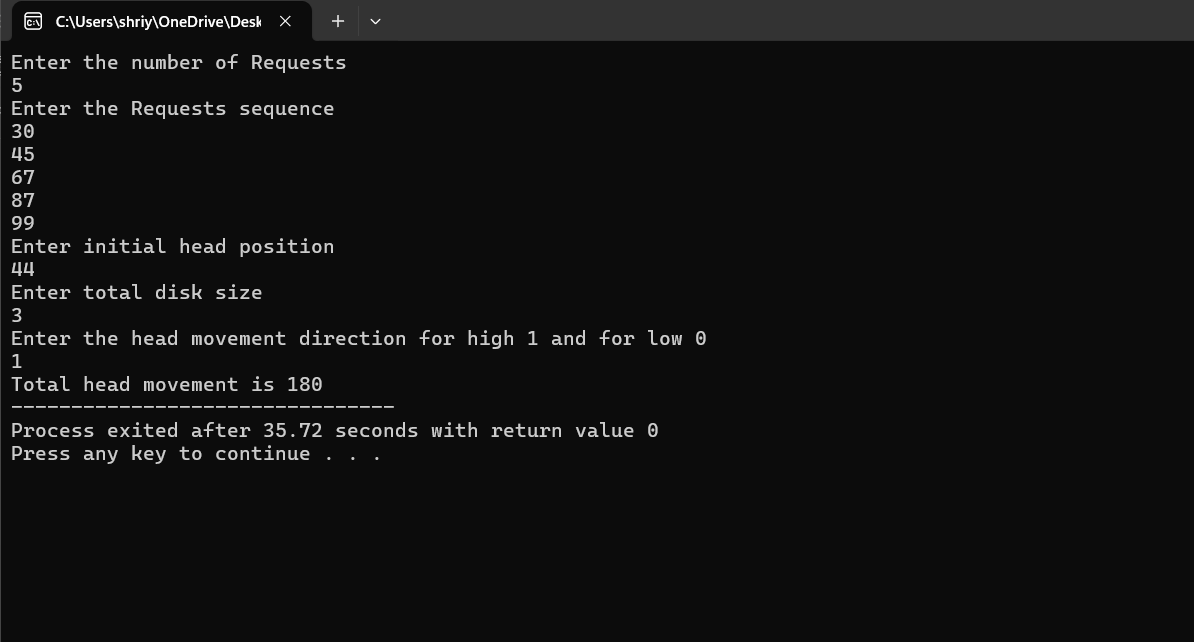 C:\Users\shriy\OneDrive\Desk
Enter the number of Requests
5
Enter the Requests sequence
30
45
67
87
99
Enter initial head position
44
Enter total disk size
3
Enter the head movement direction for high 1 and for low 0
1
Total head movement is 180
--------------------------------
Process exited after 35.72 seconds with return value 0
Press any key to continue . . .